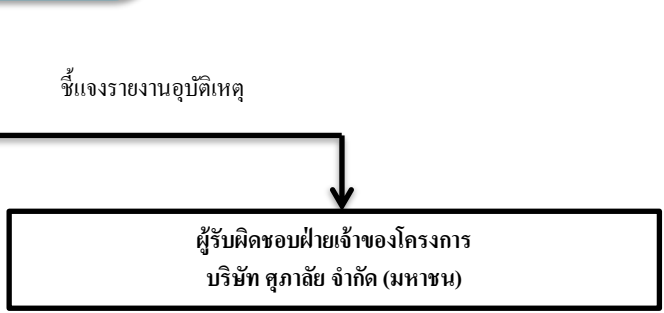 ชี้แจงรายงานอุบัติเหตุ
ผู้รับผิดชอบฝ่ายเจ้าของโครงการ
บริษัท ศุภาลัย จำกัด (มหาชน)